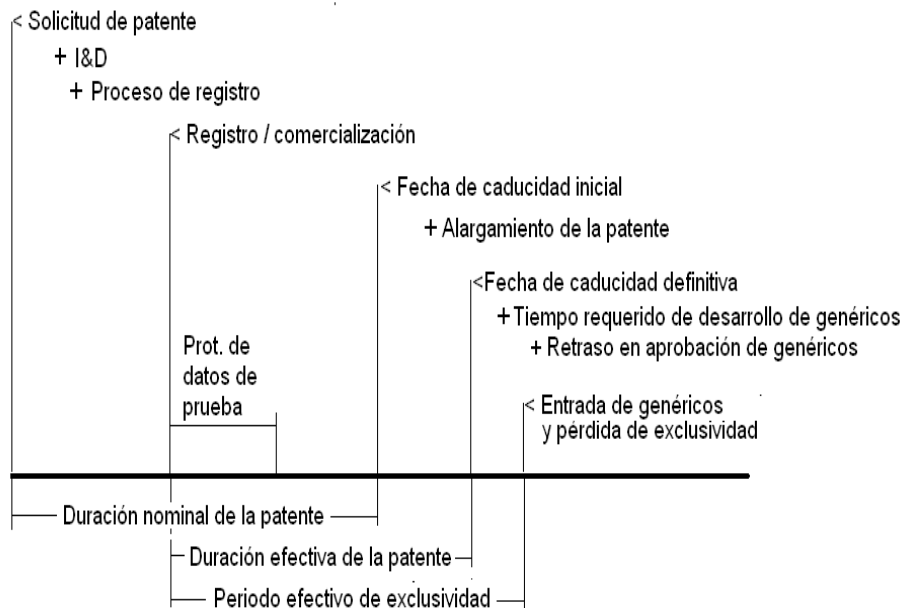 < Solicitud de patente
+ I&D
+ Proceso de registro
< Registro / comercialización
< Fecha de caducidad inicial
+ Alargamiento de la patente
<Fecha de caducidad definitiva
+Tiempo requerido de desarrollo de genéricos
+ Retraso en aprobación de genéricos
Prot. de
datos de
prueba
< Entrada de genéricos
y pérdida de exclusividad
Duración nominal de la patente
Duración efectiva de la patente
Periodo efectivo de exclusividad